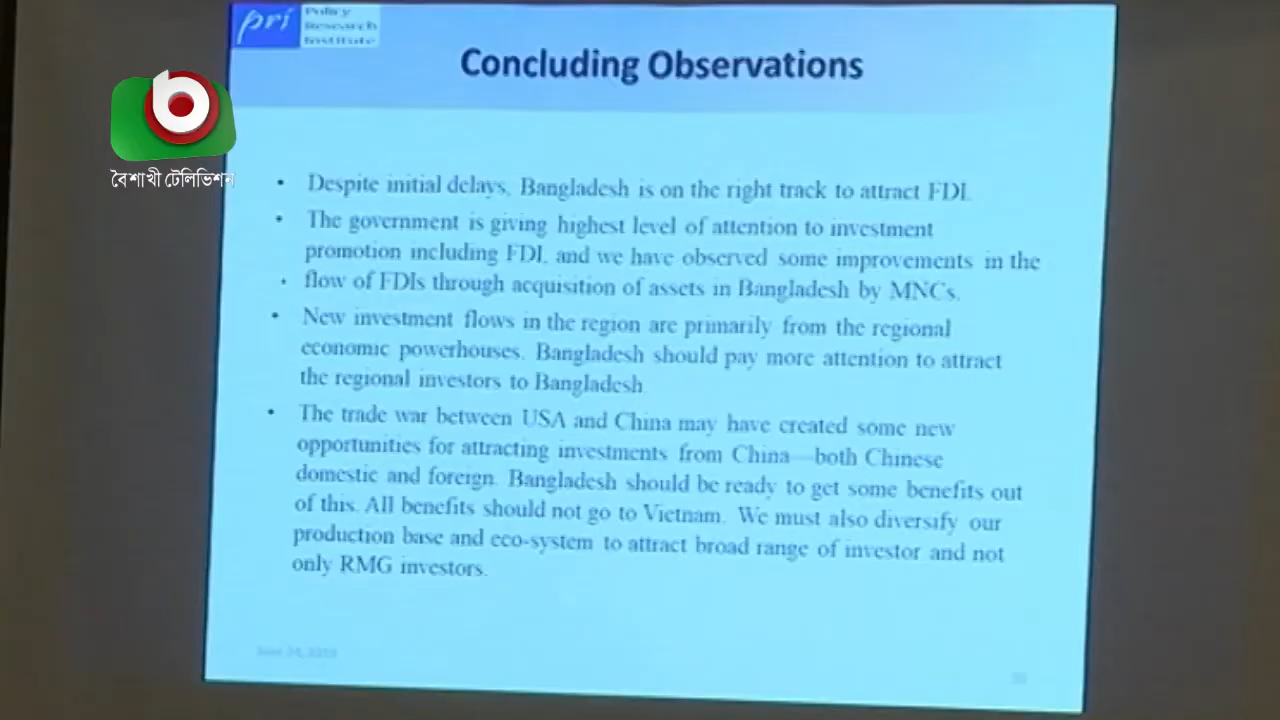 pri
Policy
Research
Institute
Concluding Observations
বৈশাখী টেলিভিশন
• Despite initial delays, Bangladesh is on the right track to attract FDI.
• The government is giving highest level of attention to investment
promotion including FDI, and we have observed some improvements in the
• flow of FDIs through acquisition of assets in Bangladesh by MNCs.
• New investment flows in the region are primarily from the regional
economic powerhouses. Bangladesh should pay more attention to attract
the regional investors to Bangladesh.
• The trade war between USA and China may have created some new
opportunities for attracting investments from China—both Chinese
domestic and foreign. Bangladesh should be ready to get some benefits out
of this. All benefits should not go to Vietnam. We must also diversify our
production base and eco-system to attract broad range of investor and not
only RMG investors.